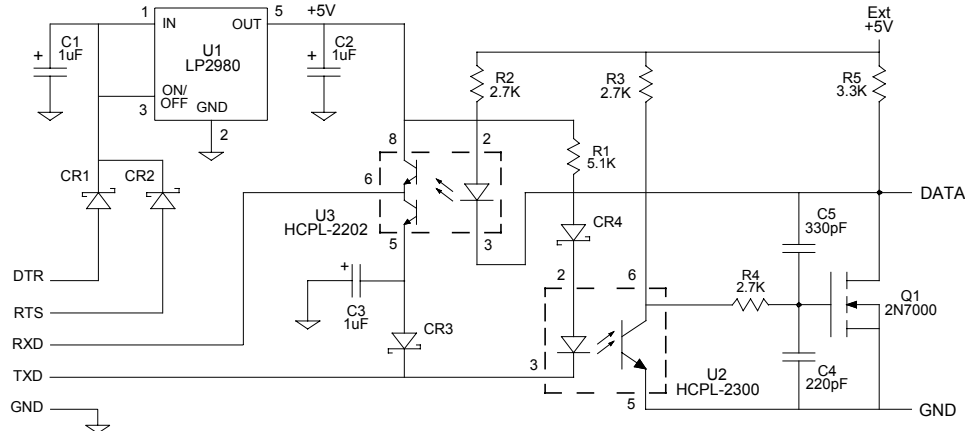 1
IN
OUT
5
+5V
U1
LP2980
ON/
OFF
3
GND
2
+
C1
1uF
+
C2
1uF
Ext
+5V
R2
2.7K
R3
2.7K
R5
3.3K
CR1
CR2
8
6
5
U3
HCPL-2202
2
3
R1
5.1K
CR4
DATA
C5
330pF
DTR
RTS
RXD
TXD
GND
+
C3
1uF
CR3
2
3
6
5
R4
2.7K
Q1
2N7000
U2
HCPL-2300
C4
220pF
GND